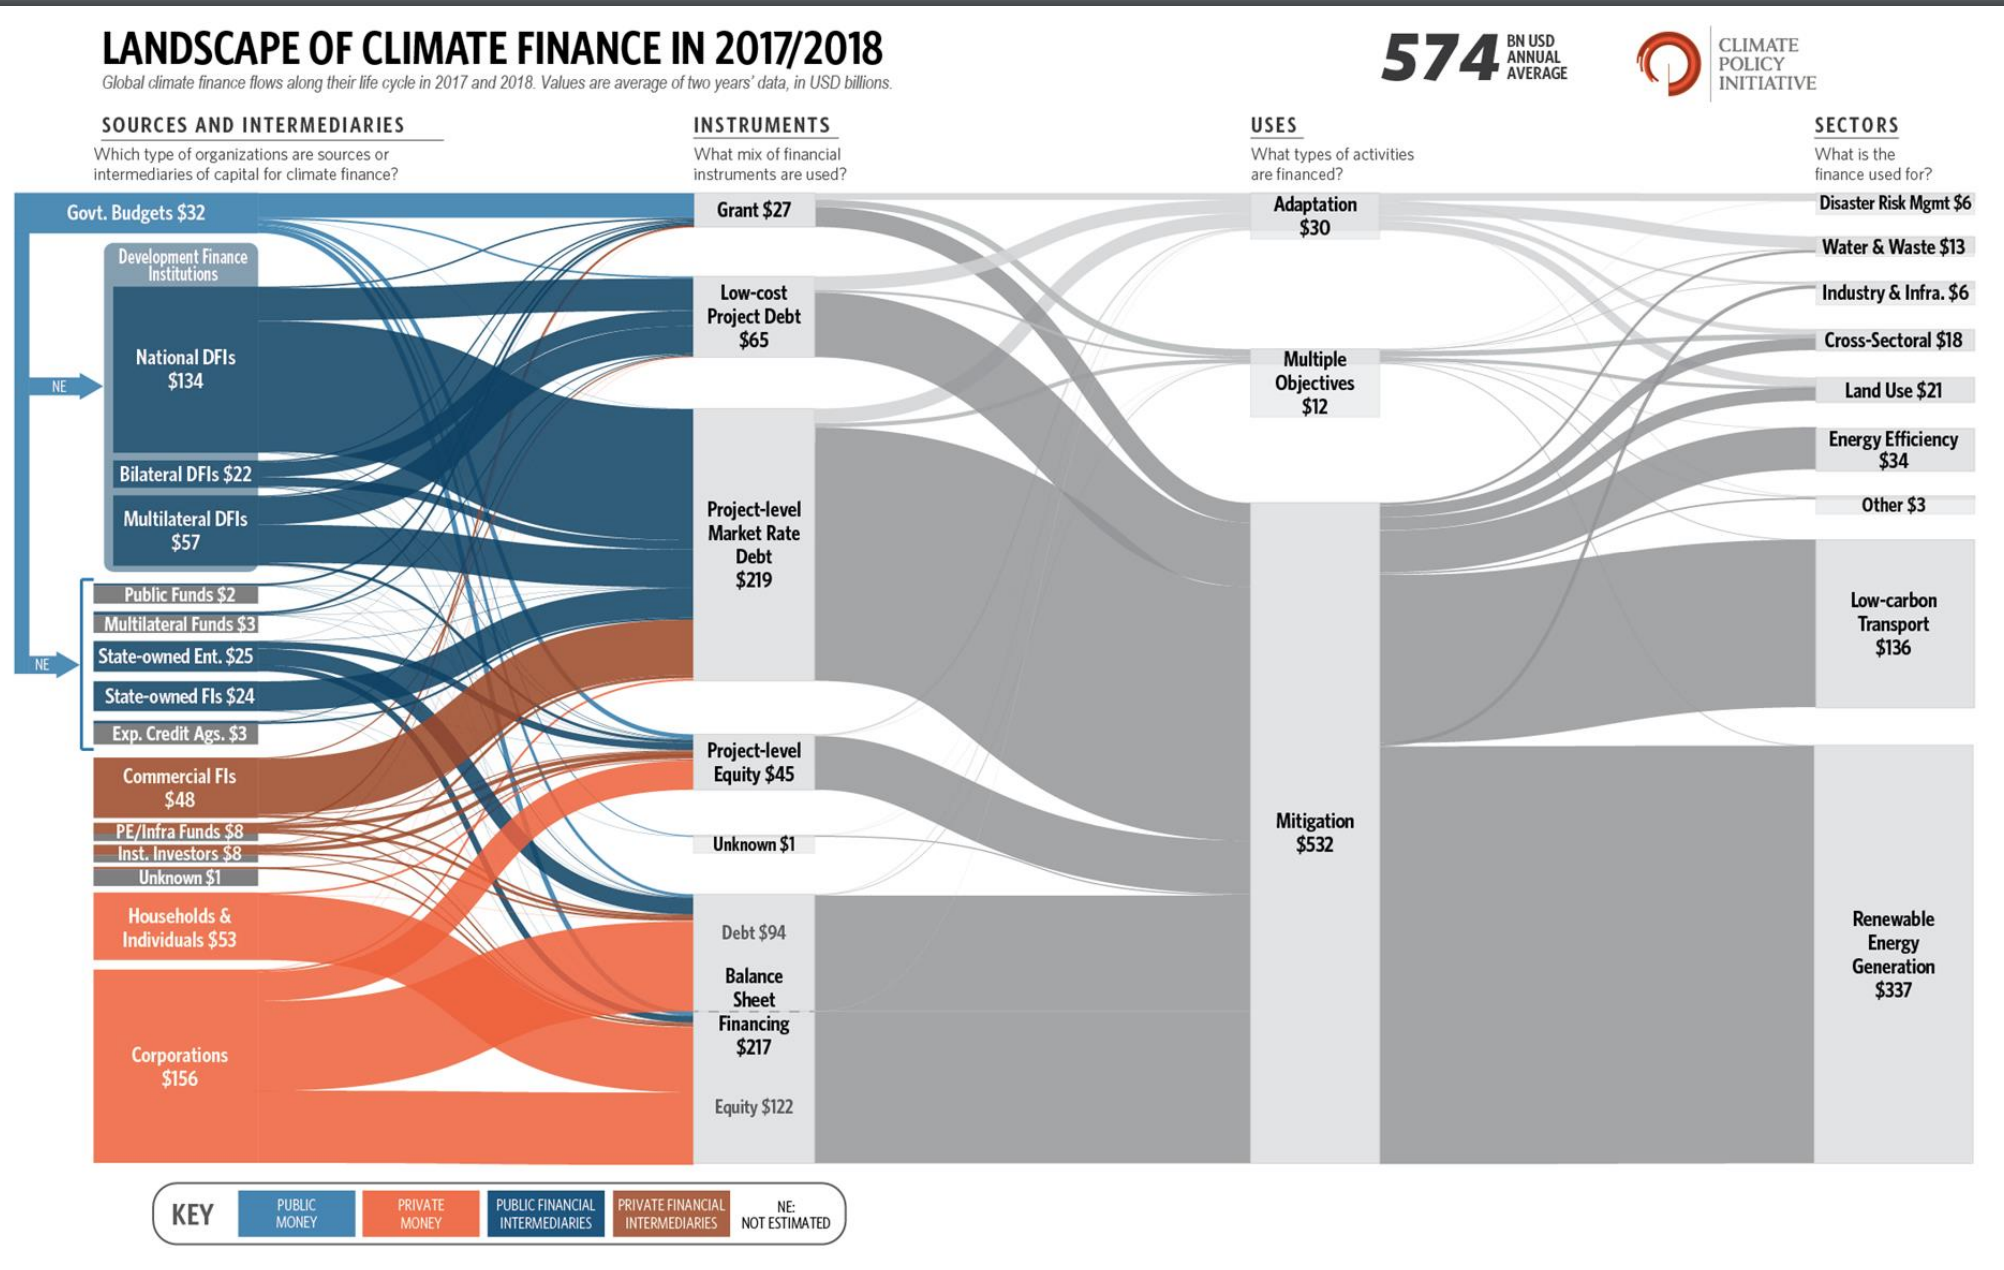 LANDSCAPE OF CLIMATE FINANCE IN 2017/2018
Global climate finance flows along their life cycle in 2017 and 2018. Values are average of two years' data, in USD billions.
574
BN USD
ANNUAL
AVERAGE
CLIMATE
POLICY
INITIATIVE
SOURCES AND INTERMEDIARIES
Which type of organizations are sources or
intermediaries of capital for climate finance?
INSTRUMENTS
What mix of financial
instruments are used?
USES
What types of activities
are financed?
SECTORS
What is the
finance used for?
Govt. Budgets $32
Development Finance
Institutions
National DFIs
$134
NE
Bilateral DFIs $22
Multilateral DFIs
$57
Public Funds $2
Multilateral Funds $3
State-owned Ent. $25
NE
State-owned FIs $24
Exp. Credit Ags. $3
Commercial FIs
$48
PE/Infra Funds $8
Inst. Investors $8
Unknown $1
Households &
Individuals $53
Corporations
$156
Grant $27
Low-cost
Project Debt
$65
Project-level
Market Rate
Debt
$219
Project-level
Equity $45
Unknown $1
Debt $94
Balance
Sheet
Financing
$217
Equity $122
Adaptation
$30
Multiple
Objectives
$12
Mitigation
$532
Disaster Risk Mgmt $6
Water & Waste $13
Industry & Infra. $6
Cross-Sectoral $18
Land Use $21
Energy Efficiency
$34
Other $3
Low-carbon
Transport
$136
Renewable
Energy
Generation
$337
KEY
PUBLIC
MONEY
PRIVATE
MONEY
PUBLIC FINANCIAL
INTERMEDIARIES
PRIVATE FINANCIAL
INTERMEDIARIES
NE:
NOT ESTIMATED